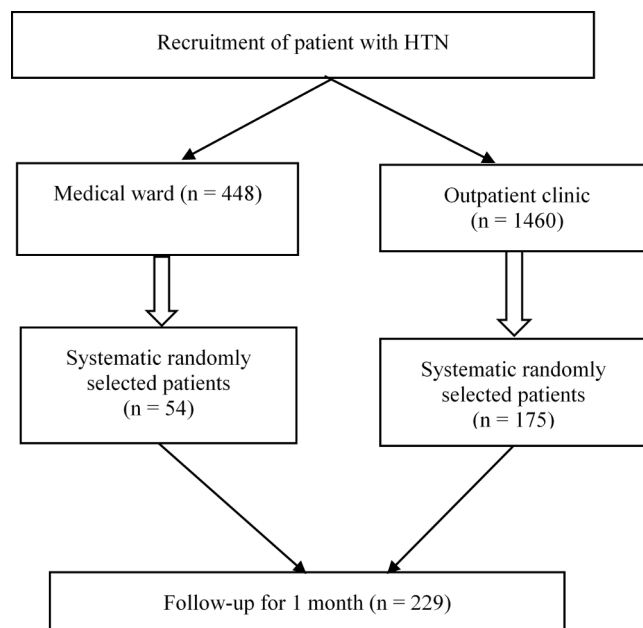 Recruitment of patient with HTN
Medical ward (n = 448)
Outpatient clinic
(n = 1460)
Systematic randomly
selected patients
(n = 54)
Systematic randomly
selected patients
(n = 175)
Follow-up for 1 month (n = 229)